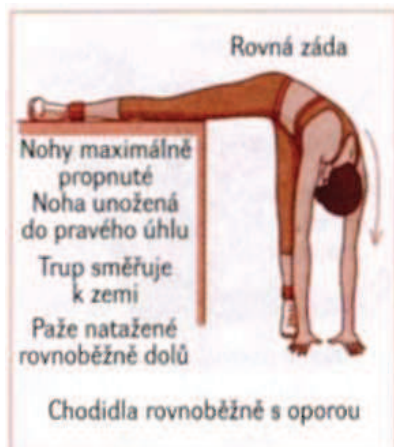 Rovná záda
Nohy maximálně
propnuté
Noha unožená
do pravého úhlu
Trup směřuje
k zemi
Paže natažené
rovnoběžně dolů
Chodidla rovnoběžně s oporou